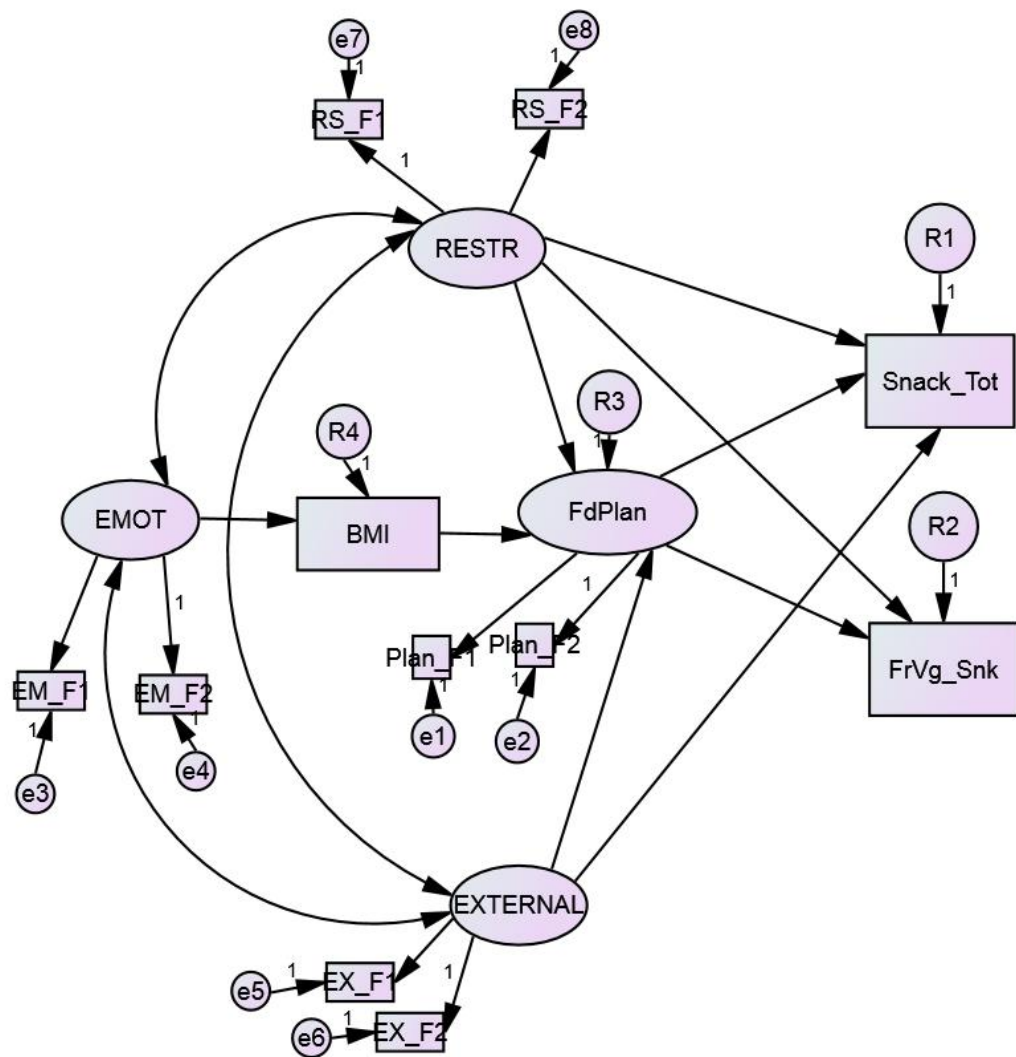 e7
e8
1
1
RS_F1
RS_F2
1
RESTR
R1
1
Snack_Tot
R4
1
R3
1
EMOT
BMI
FdPlan
R2
1
1
1
Plan_F1
Plan_F2
FrVg_Snk
EM_F1
EM_F2
1
1
1
1
e3
e4
e1
e2
EXTERNAL
1
1
e5
EX_F1
1
e6
EX_F2